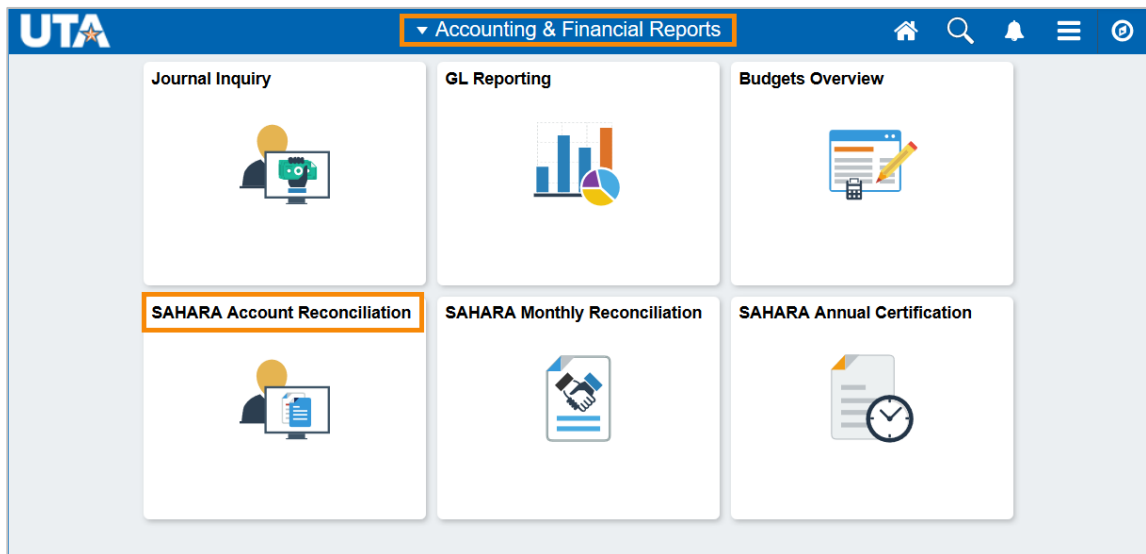 UTA
Accounting & Financial Reports
Journal Inquiry
GL Reporting
Budgets Overview
SAHARA Account Reconciliation
SAHARA Monthly Reconciliation
SAHARA Annual Certification